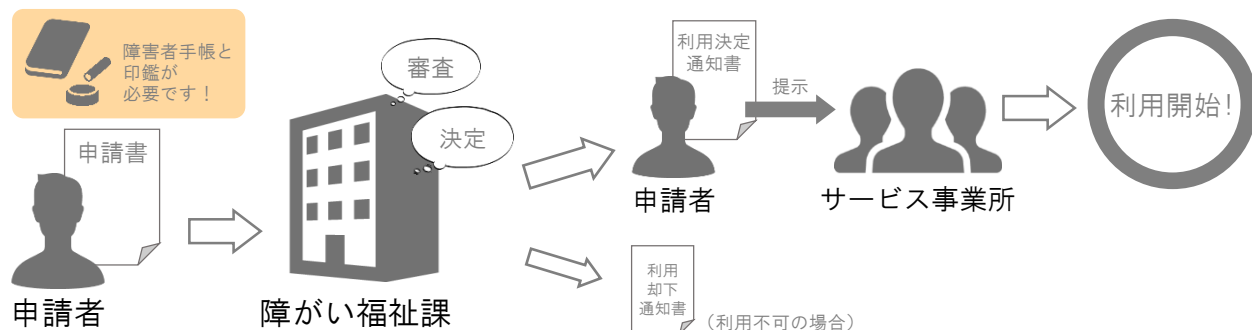 障害者手帳と
印鑑が
必要です！
申請書
申請者
審査
決定
障がい福祉課
利用決定
通知書
提示
申請者
サービス事業所
利用開始！
利用
却下
通知書
（利用不可の場合）